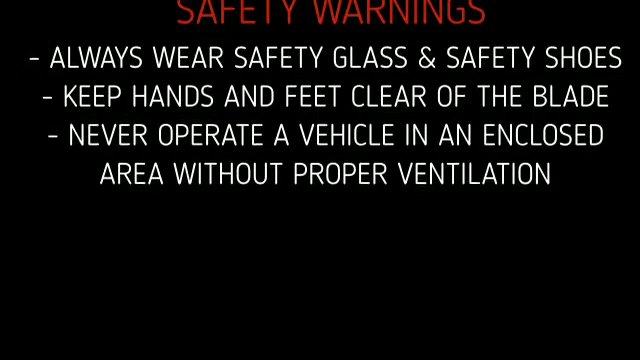 SAFETY WARNINGS
- ALWAYS WEAR SAFETY GLASS & SAFETY SHOES
- KEEP HANDS AND FEET CLEAR OF THE BLADE
- NEVER OPERATE A VEHICLE IN AN ENCLOSED
AREA WITHOUT PROPER VENTILATION